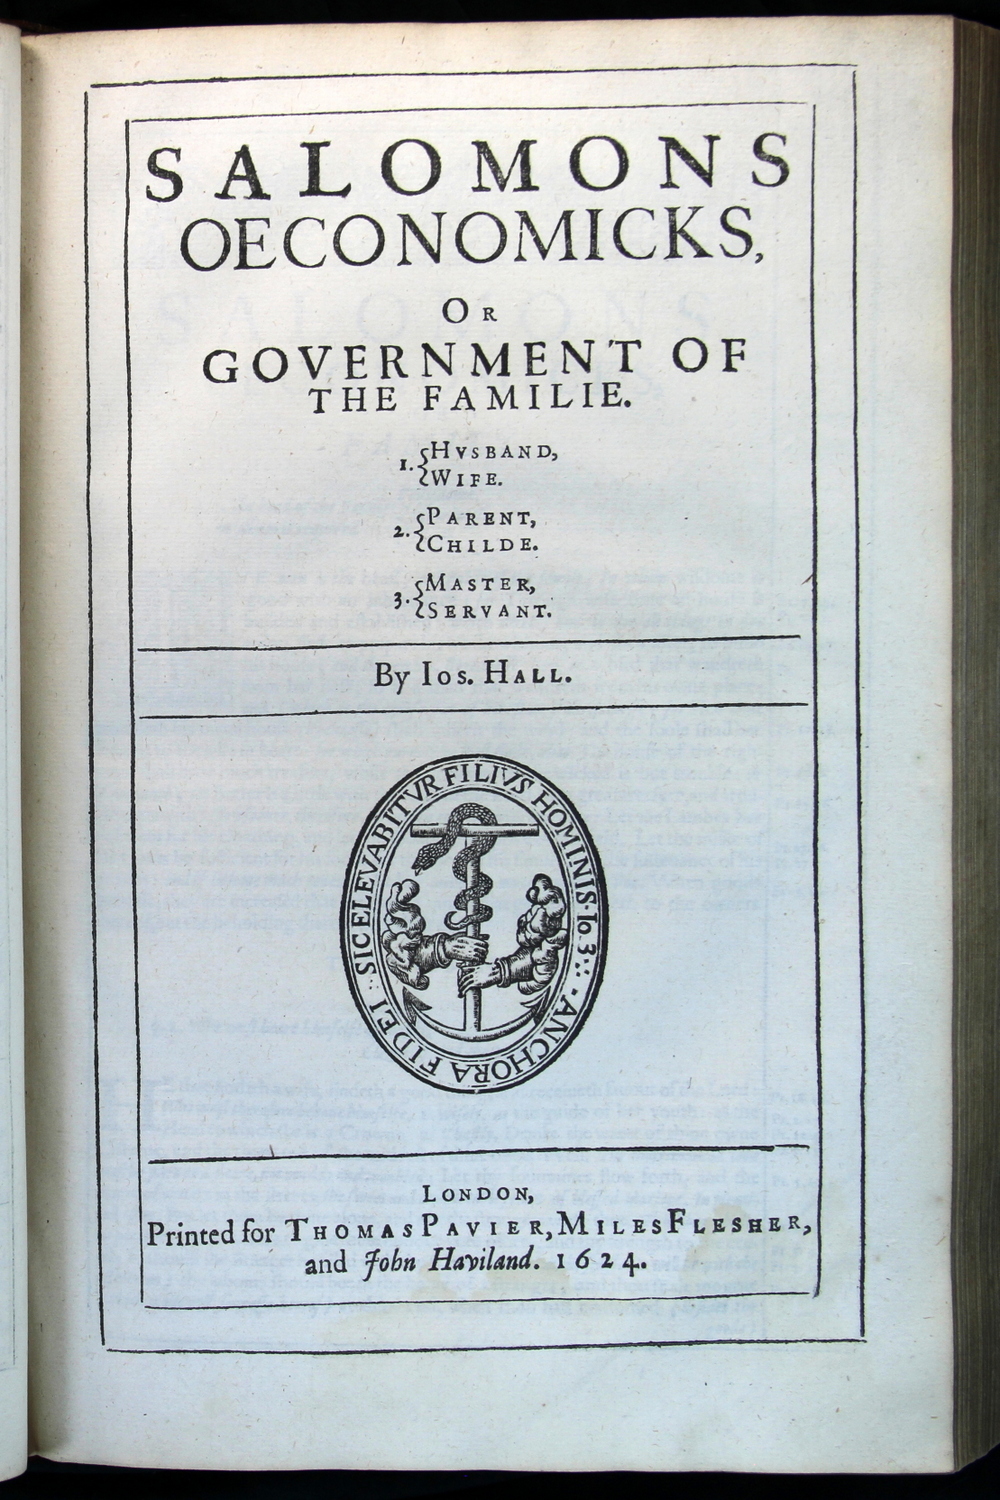 SALOMONS
OECONOMICKS,
OR
GOVERNMENT OF
THE FAMILIE.
1. { HVSBAND,
WIFE.
2. { PARENT,
CHILDE.
3. { MASTER,
SERVANT.
By Ios. HALL.
SIC ELEVABITVR FILIVS HOMINIS· Io 3 :: · ANCHORA FIDEI :
LONDON,
Printed for THOMAS PAVIER, MILES FLESHER,
and John Haviland. 1624.